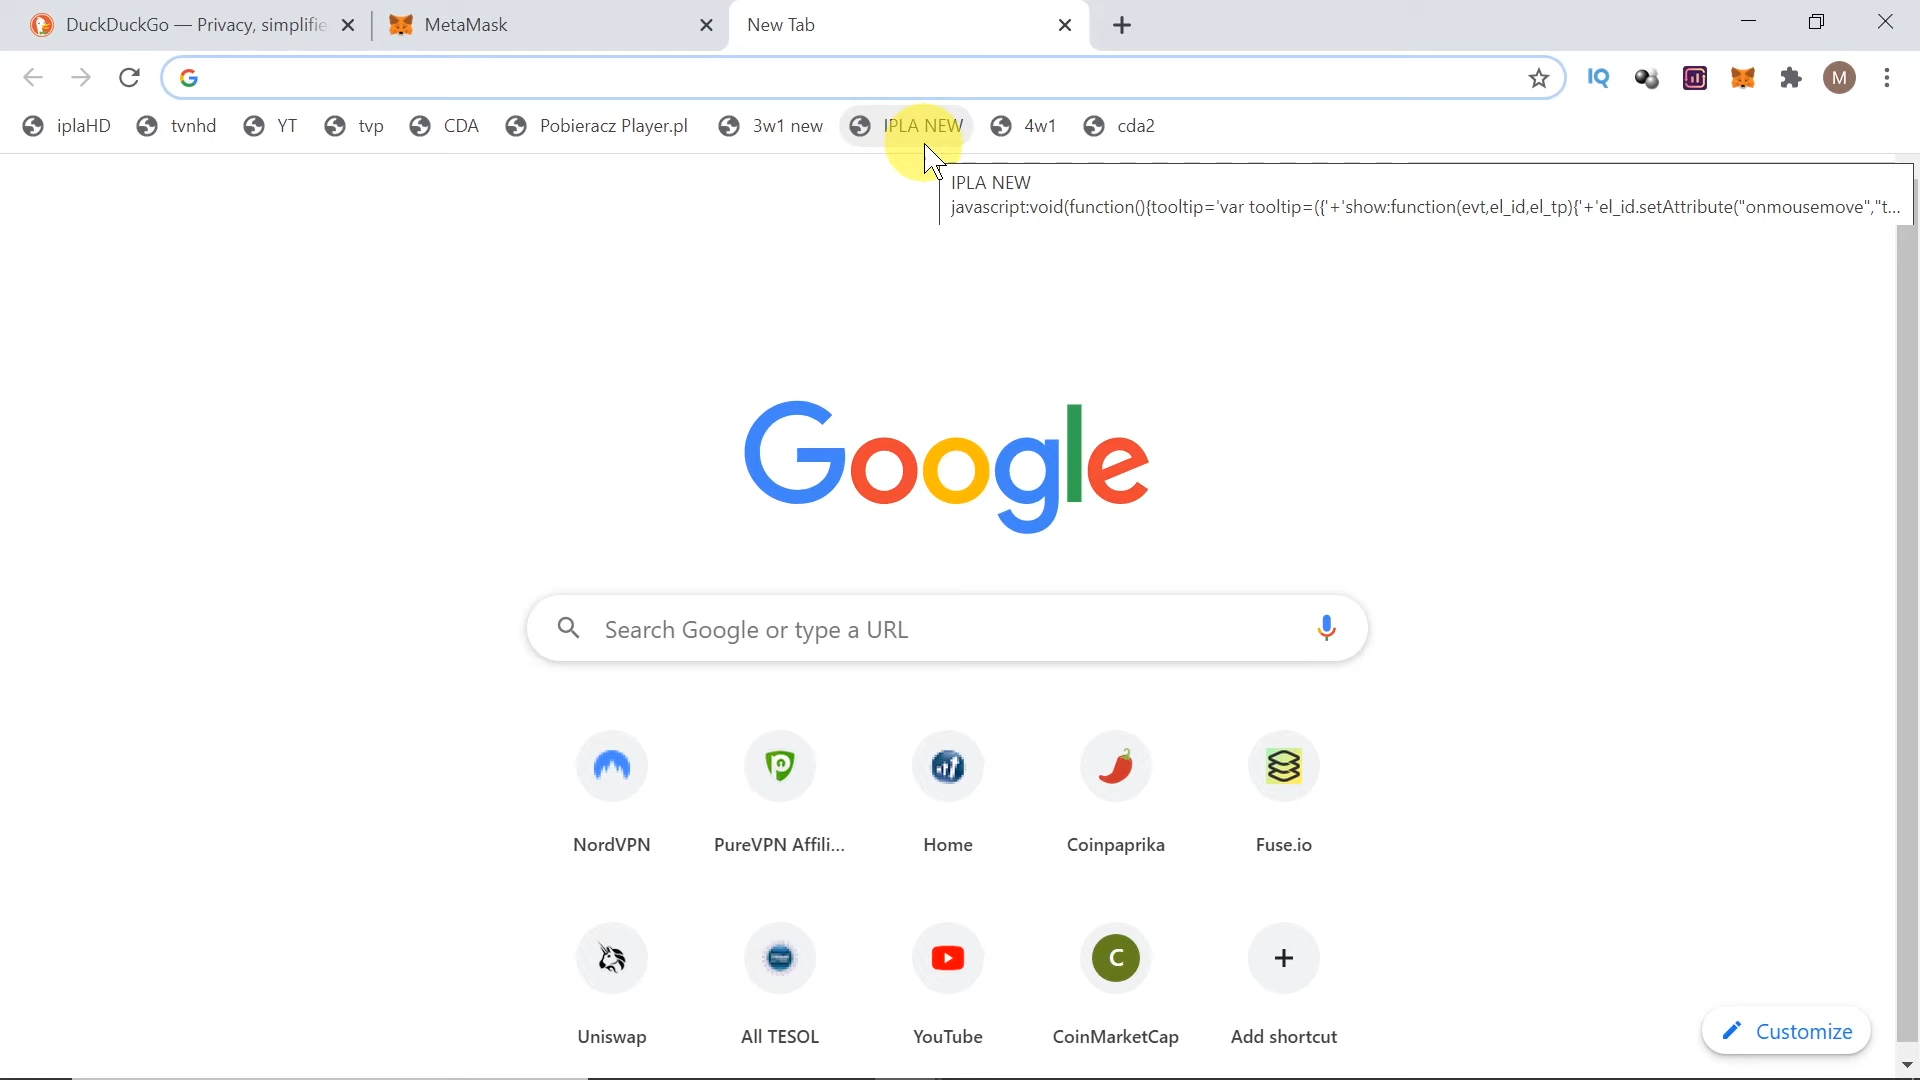 DuckDuckGo — Privacy, simplifie
MetaMask
New Tab
M
iplaHD
tvnhd
YT
tvp
CDA
Pobieracz Player.pl
3w1 new
IPLA NEW
4w1
cda2
IPLA NEW
javascript:void(function(){tooltip='var tooltip=({'+'show:function(evt,el_id,el_tp){'+'el_id.setAttribute("onmousemove","t...
Google
Search Google or type a URL
NordVPN
PureVPN Affili...
Home
Coinpaprika
Fuse.io
C
Uniswap
All TESOL
YouTube
CoinMarketCap
Add shortcut
Customize